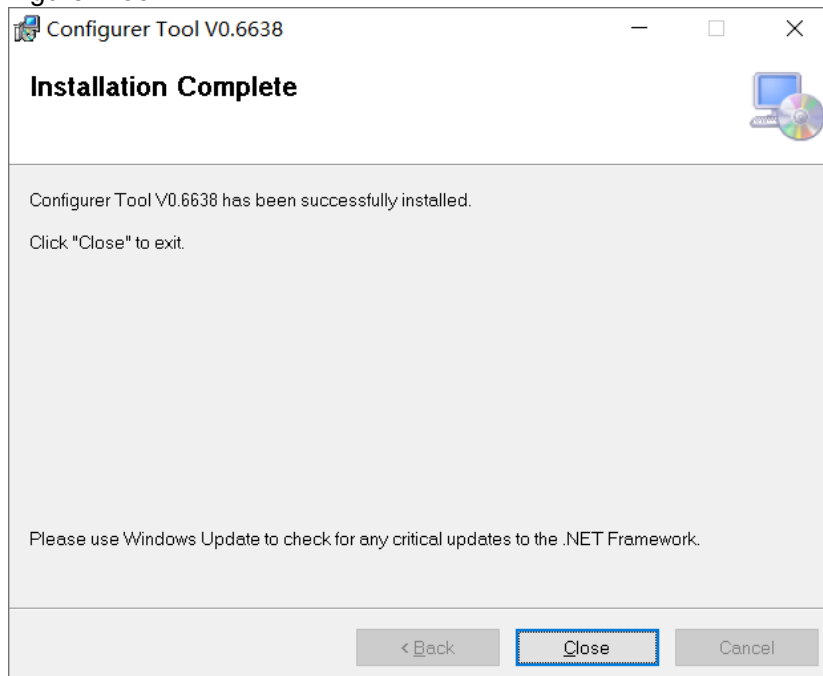 Configurer Tool V0.6638
Installation Complete
Configurer Tool V0.6638 has been successfully installed.
Click "Close" to exit.
Please use Windows Update to check for any critical updates to the .NET Framework.
< Back
Close
Cancel